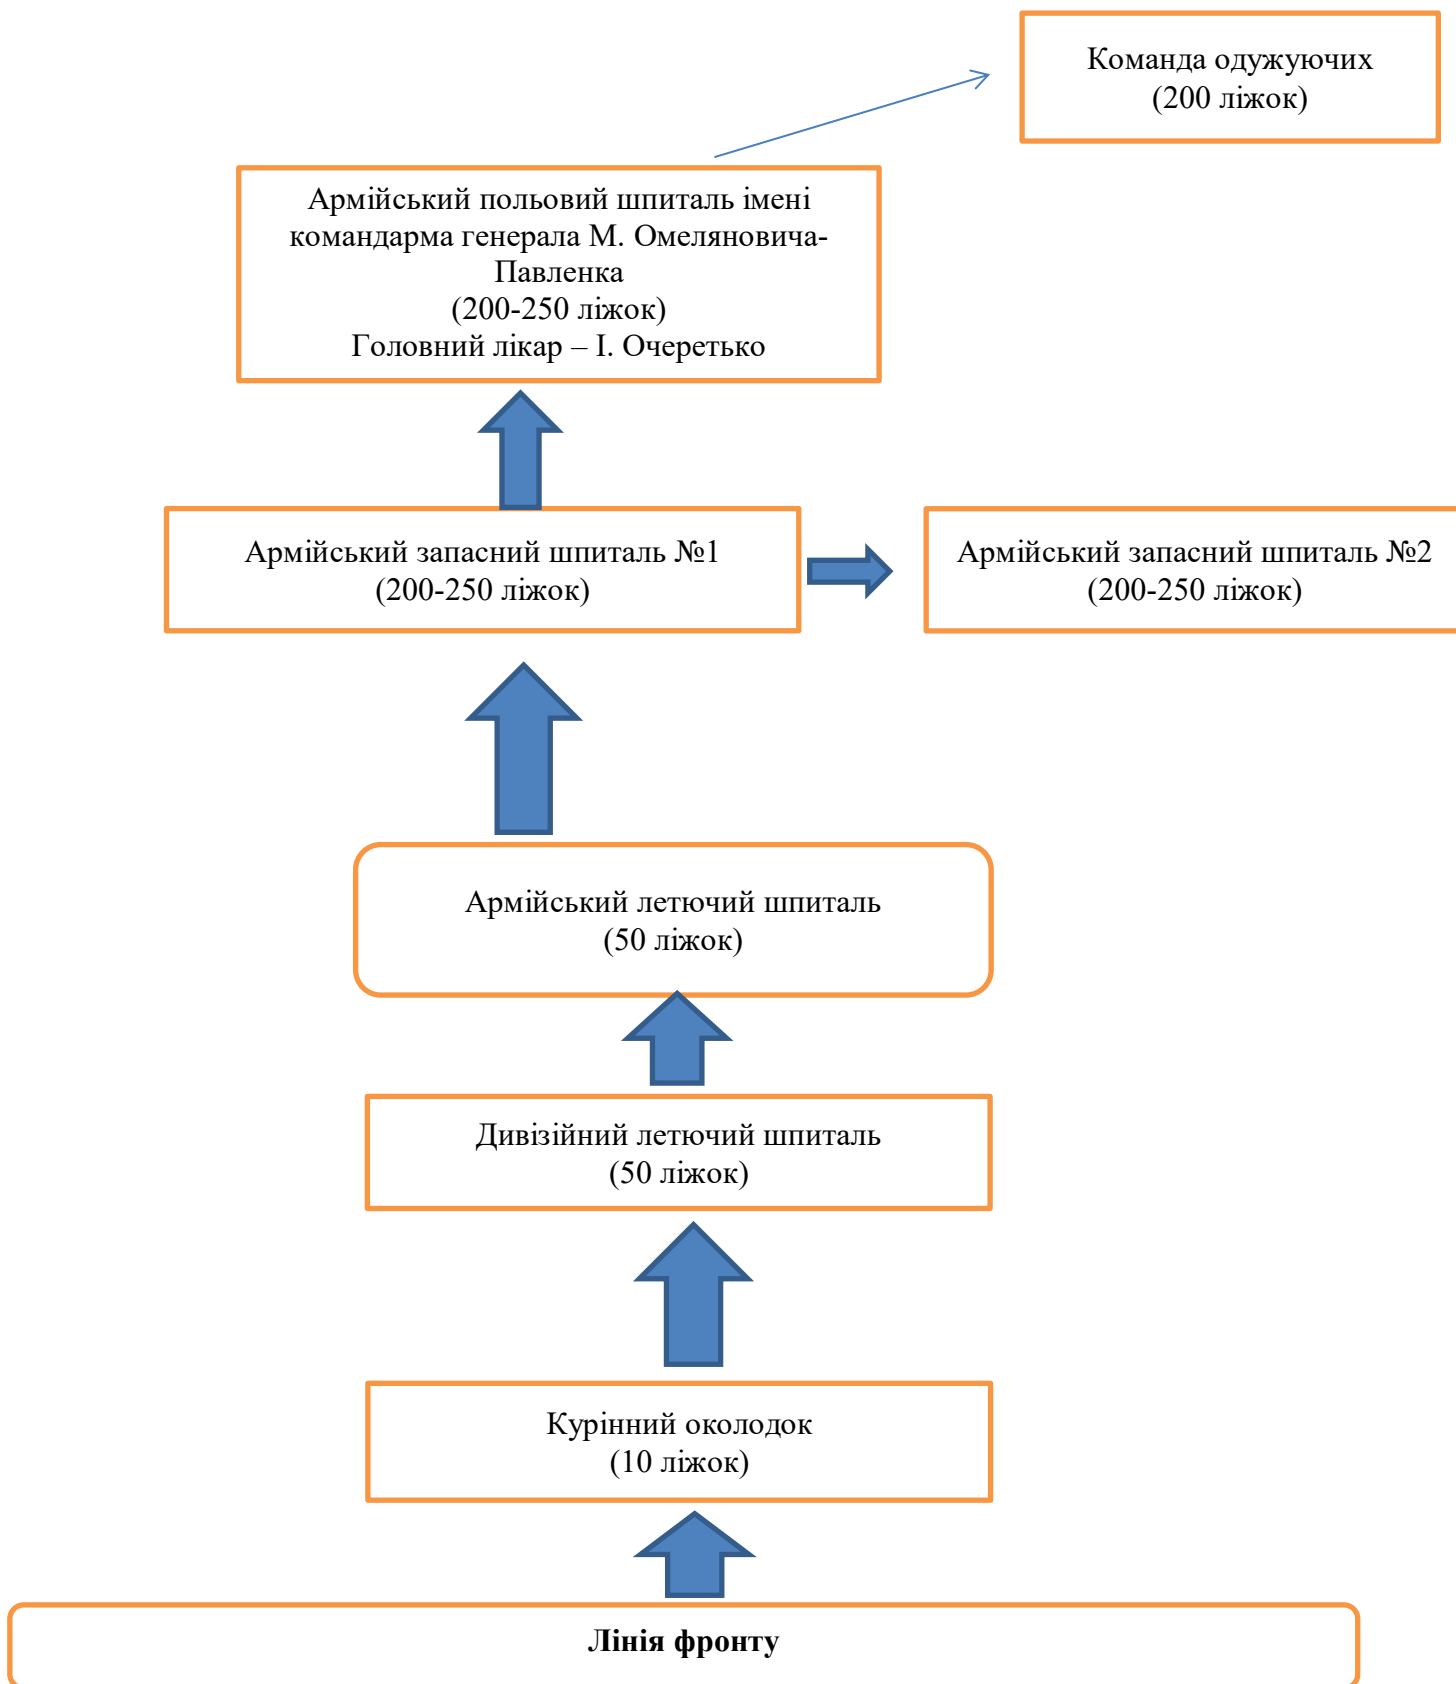 Команда одужуючих
(200 ліжок)
Армійський польовий шпиталь імені
командарма генерала М. Омеляновича-
Павленка
(200-250 ліжок)
Головний лікар – І. Очеретько
Армійський запасний шпиталь №1
(200-250 ліжок)
Армійський запасний шпиталь №2
(200-250 ліжок)
Армійський летючий шпиталь
(50 ліжок)
Дивізійний летючий шпиталь
(50 ліжок)
Курінний околодок
(10 ліжок)
Лінія фронту